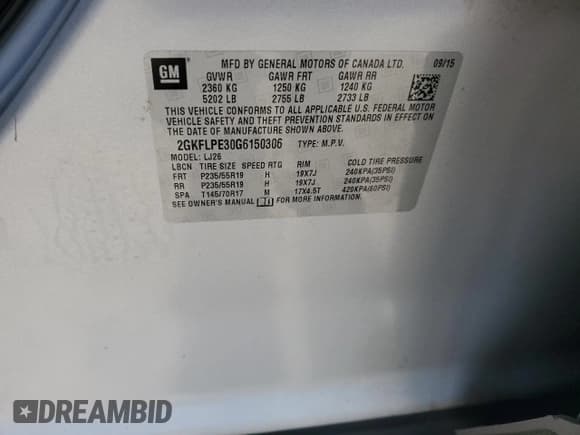 GM
MFD BY GENERAL MOTORS OF CANADA LTD. 09/15
GVWR GAWR FRT GAWR RR
2360 KG 1250 KG 1240 KG
5202 LB 2755 LB 2733 LB
THIS VEHICLE CONFORMS TO ALL APPLICABLE U.S. FEDERAL MOTOR
VEHICLE SAFETY AND THEFT PREVENTION STANDARDS IN EFFECT ON
THE DATE OF MANUFACTURE SHOWN ABOVE.
2GKFLPE30G6150306 TYPE: M.P.V.
MODEL: LJ26
LBCN TIRE SIZE SPEED RTG RIM COLD TIRE PRESSURE
FRT P235/55R19 H 19X7J 240KPA(35PSI)
RR P235/55R19 H 19X7J 240KPA(35PSI)
SPA T145/70R17 M 17X4.5T 420KPA(60PSI)
SEE OWNER'S MANUAL FOR MORE INFORMATION.
DREAMBID